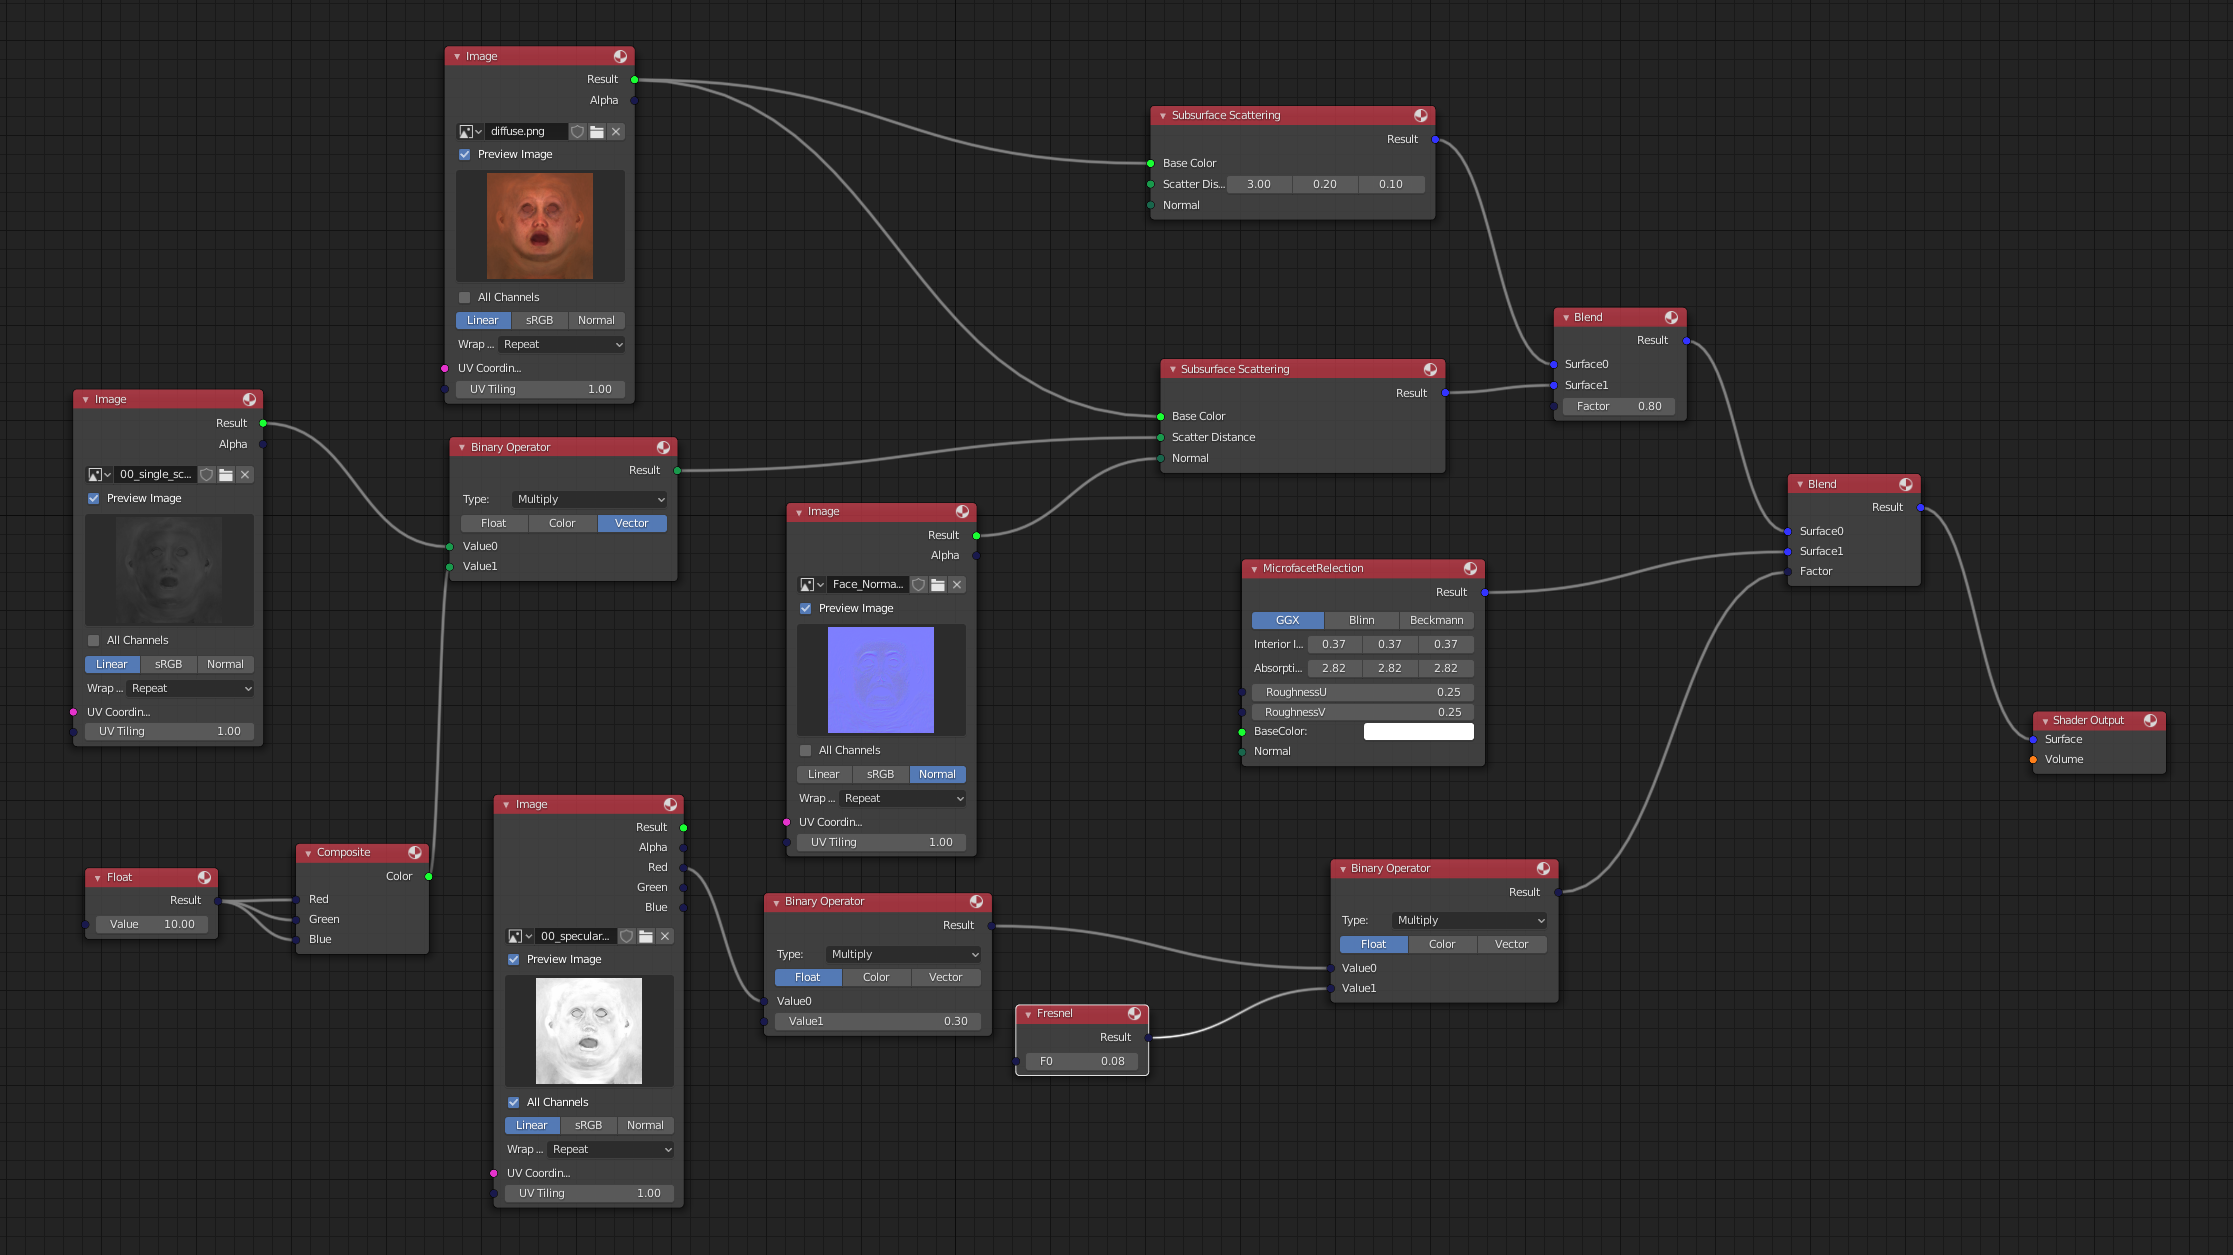 Image
Result
Alpha
diffuse.png
Preview Image
All Channels
Linear sRGB Normal
Wrap ... Repeat
UV Coordin...
UV Tiling 1.00
Subsurface Scattering
Result
Base Color
Scatter Dis... 3.00 0.20 0.10
Normal
Blend
Result
Surface0
Surface1
Factor 0.80
Subsurface Scattering
Result
Base Color
Scatter Distance
Normal
Image
Result
Alpha
00_single_sc...
Preview Image
All Channels
Linear sRGB Normal
Wrap ... Repeat
UV Coordin...
UV Tiling 1.00
Binary Operator
Result
Type: Multiply
Float Color Vector
Value0
Value1
Image
Result
Alpha
Face_Norma...
Preview Image
All Channels
Linear sRGB Normal
Wrap ... Repeat
UV Coordin...
UV Tiling 1.00
Blend
Result
Surface0
Surface1
Factor
MicrofacetRelection
Result
GGX Blinn Beckmann
Interior I... 0.37 0.37 0.37
Absorpti... 2.82 2.82 2.82
RoughnessU 0.25
RoughnessV 0.25
BaseColor:
Normal
Shader Output
Surface
Volume
Float
Result
Value 10.00
Composite
Color
Red
Green
Blue
Image
Result
Alpha
Red
Green
Blue
00_specular...
Preview Image
All Channels
Linear sRGB Normal
Wrap ... Repeat
UV Coordin...
UV Tiling 1.00
Binary Operator
Result
Type: Multiply
Float Color Vector
Value0
Value1 0.30
Fresnel
Result
F0 0.08
Binary Operator
Result
Type: Multiply
Float Color Vector
Value0
Value1